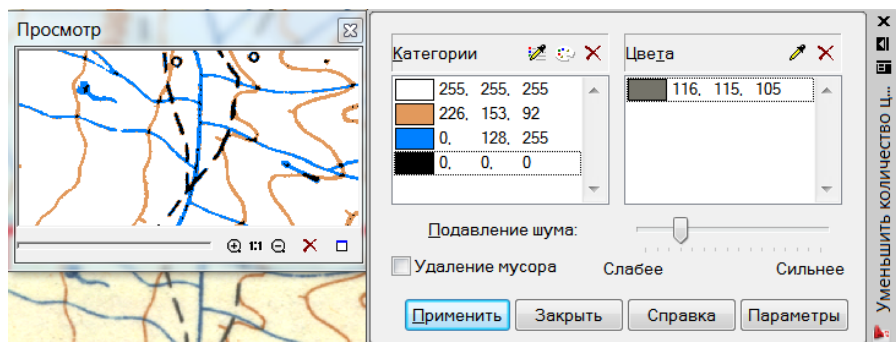 Просмотр
1:1
Категории
255, 255, 255
226, 153, 92
0, 128, 255
0, 0, 0
Цвета
116, 115, 105
Подавление шума:
Удаление мусора
Слабее
Сильнее
Применить
Закрыть
Справка
Параметры
Уменьшить количество ц...